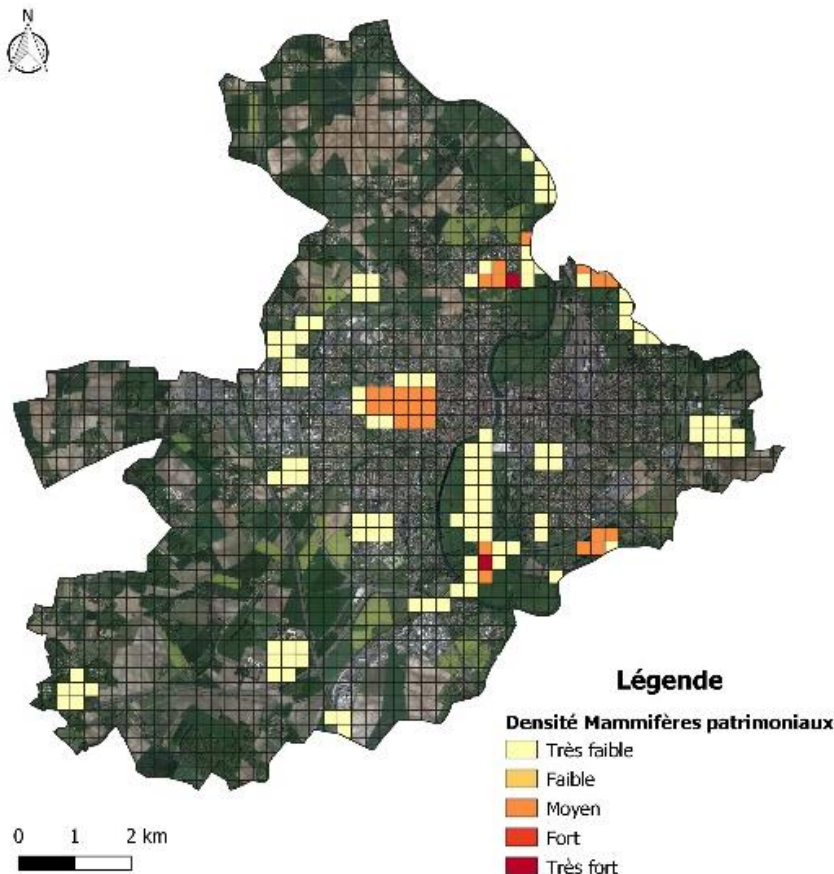 N
Légende
Densité Mammifères patrimoniaux
Très faible
Faible
Moyen
Fort
Très fort
0 1 2 km